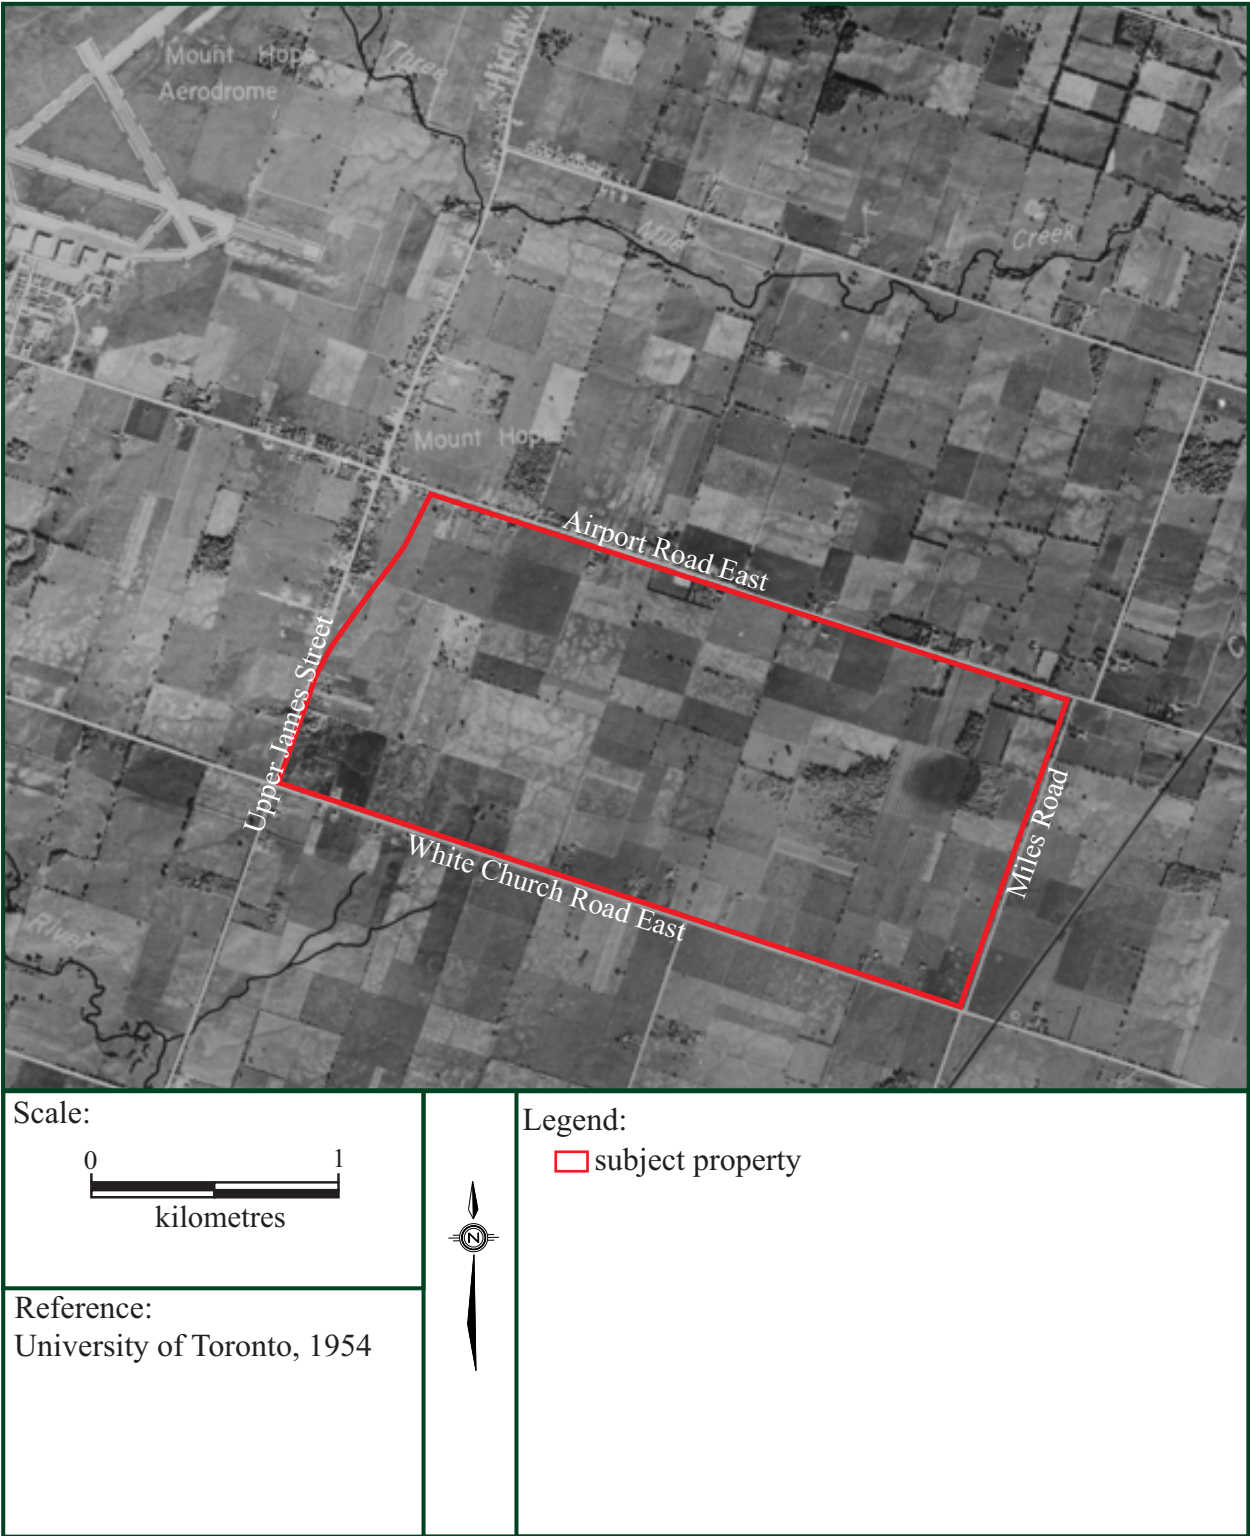 Mount Hope
Aerodrome
Three
Mile
Creek
Mount Hope
Airport Road East
Upper James Street
White Church Road East
Miles Road
River
Scale:
0 1
kilometres
N
Legend:
subject property
Reference:
University of Toronto, 1954